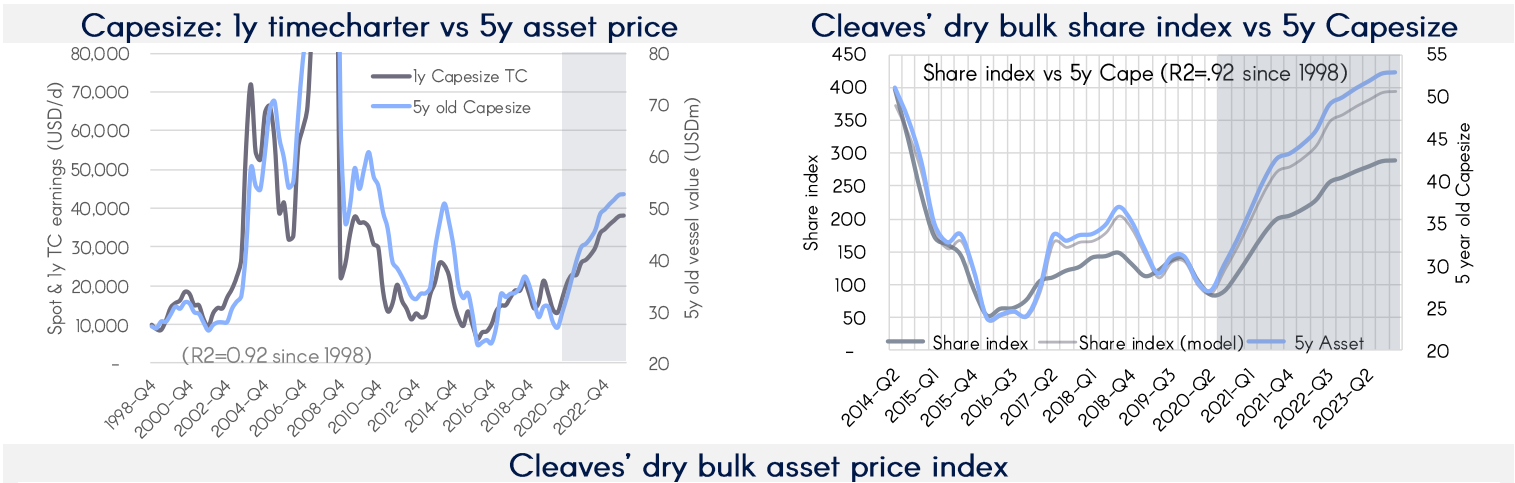 Capesize: 1y timecharter vs 5y asset price
Spot & 1y TC earnings (USD/d)
80,000
70,000
60,000
50,000
40,000
30,000
20,000
10,000
-
1y Capesize TC
5y old Capesize
(R2=0.92 since 1998)
80
70
60
50
40
30
20
5y old vessel value (USDm)
1998-Q4
2000-Q4
2002-Q4
2004-Q4
2006-Q4
2008-Q4
2010-Q4
2012-Q4
2014-Q4
2016-Q4
2018-Q4
2020-Q4
2022-Q4
Cleaves' dry bulk share index vs 5y Capesize
Share index
450
400
350
300
250
200
150
100
50
-
Share index vs 5y Cape (R2=.92 since 1998)
Share index
Share index (model)
5y Asset
55
50
45
40
35
30
25
20
5 year old Capesize
2014-Q2
2015-Q1
2015-Q4
2016-Q3
2017-Q2
2018-Q1
2018-Q4
2019-Q3
2020-Q2
2021-Q1
2021-Q4
2022-Q3
2023-Q2
Cleaves' dry bulk asset price index